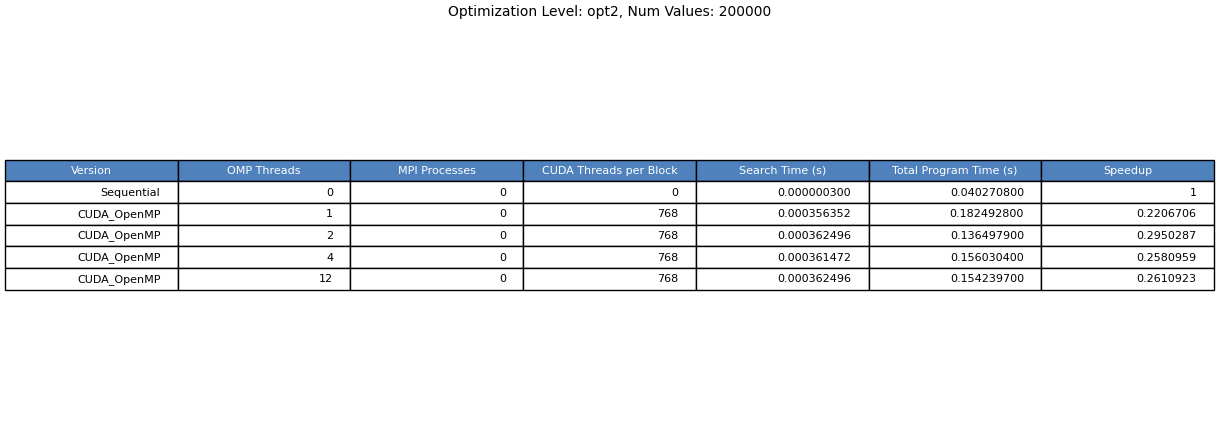 Optimization Level: opt2, Num Values: 200000
Version OMP Threads MPI Processes CUDA Threads per Block Search Time (s) Total Program Time (s) Speedup
Sequential 0 0 0 0.000000300 0.040270800 1
CUDA_OpenMP 1 0 768 0.000356352 0.182492800 0.2206706
CUDA_OpenMP 2 0 768 0.000362496 0.136497900 0.2950287
CUDA_OpenMP 4 0 768 0.000361472 0.156030400 0.2580959
CUDA_OpenMP 12 0 768 0.000362496 0.154239700 0.2610923